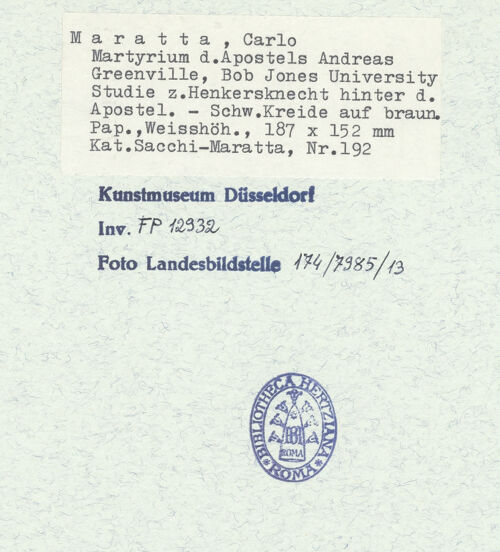 M a r a t t a , Carlo
Martyrium d.Apostels Andreas
Greenville, Bob Jones University
Studie z.Henkersknecht hinter d.
Apostel. - Schw.Kreide auf braun.
Pap.,Weisshöh., 187 x 152 mm
Kat.Sacchi-Maratta, Nr.192
Kunstmuseum Düsseldorf
Inv. FP 12932
Foto Landesbildstelle 174/7985/13
BIBLIOTHECA HERTZIANA
BH
ROMA
*ROMA*